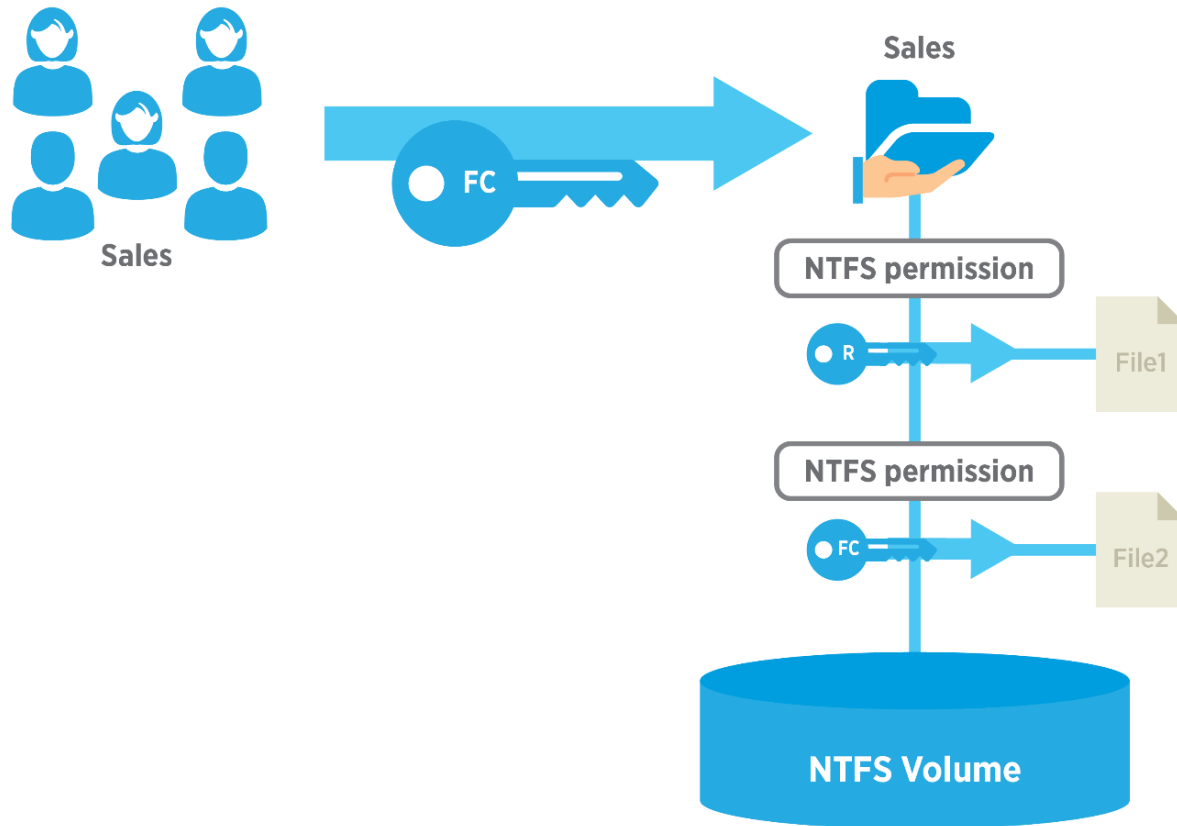 Sales
FC
Sales
NTFS permission
R
File1
NTFS permission
FC
File2
NTFS Volume